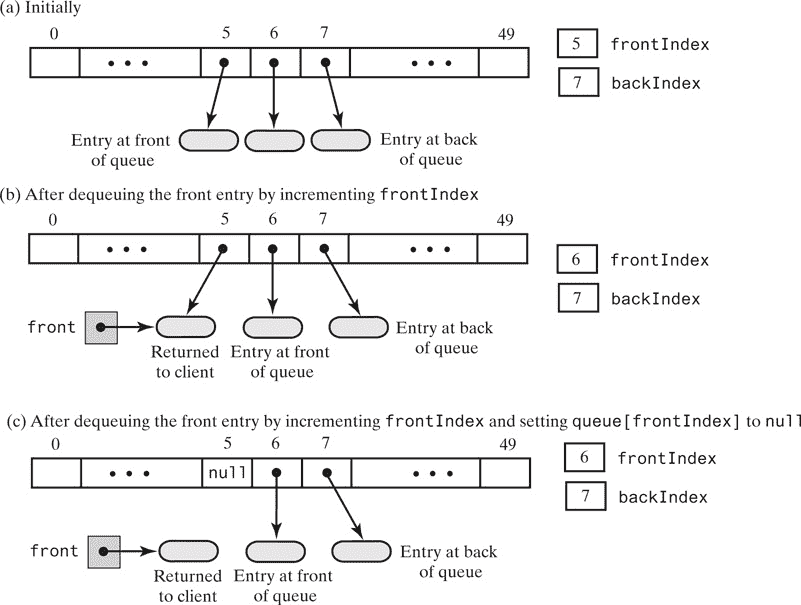 (a) Initially
0 5 6 7 49
5 frontIndex
7 backIndex
Entry at front
of queue
Entry at back
of queue
(b) After dequeuing the front entry by incrementing frontIndex
0 5 6 7 49
6 frontIndex
7 backIndex
front
Returned
to client
Entry at front
of queue
Entry at back
of queue
(c) After dequeuing the front entry by incrementing frontIndex and setting queue[frontIndex] to null
0 5 6 7 49
null
6 frontIndex
7 backIndex
front
Returned
to client
Entry at front
of queue
Entry at back
of queue